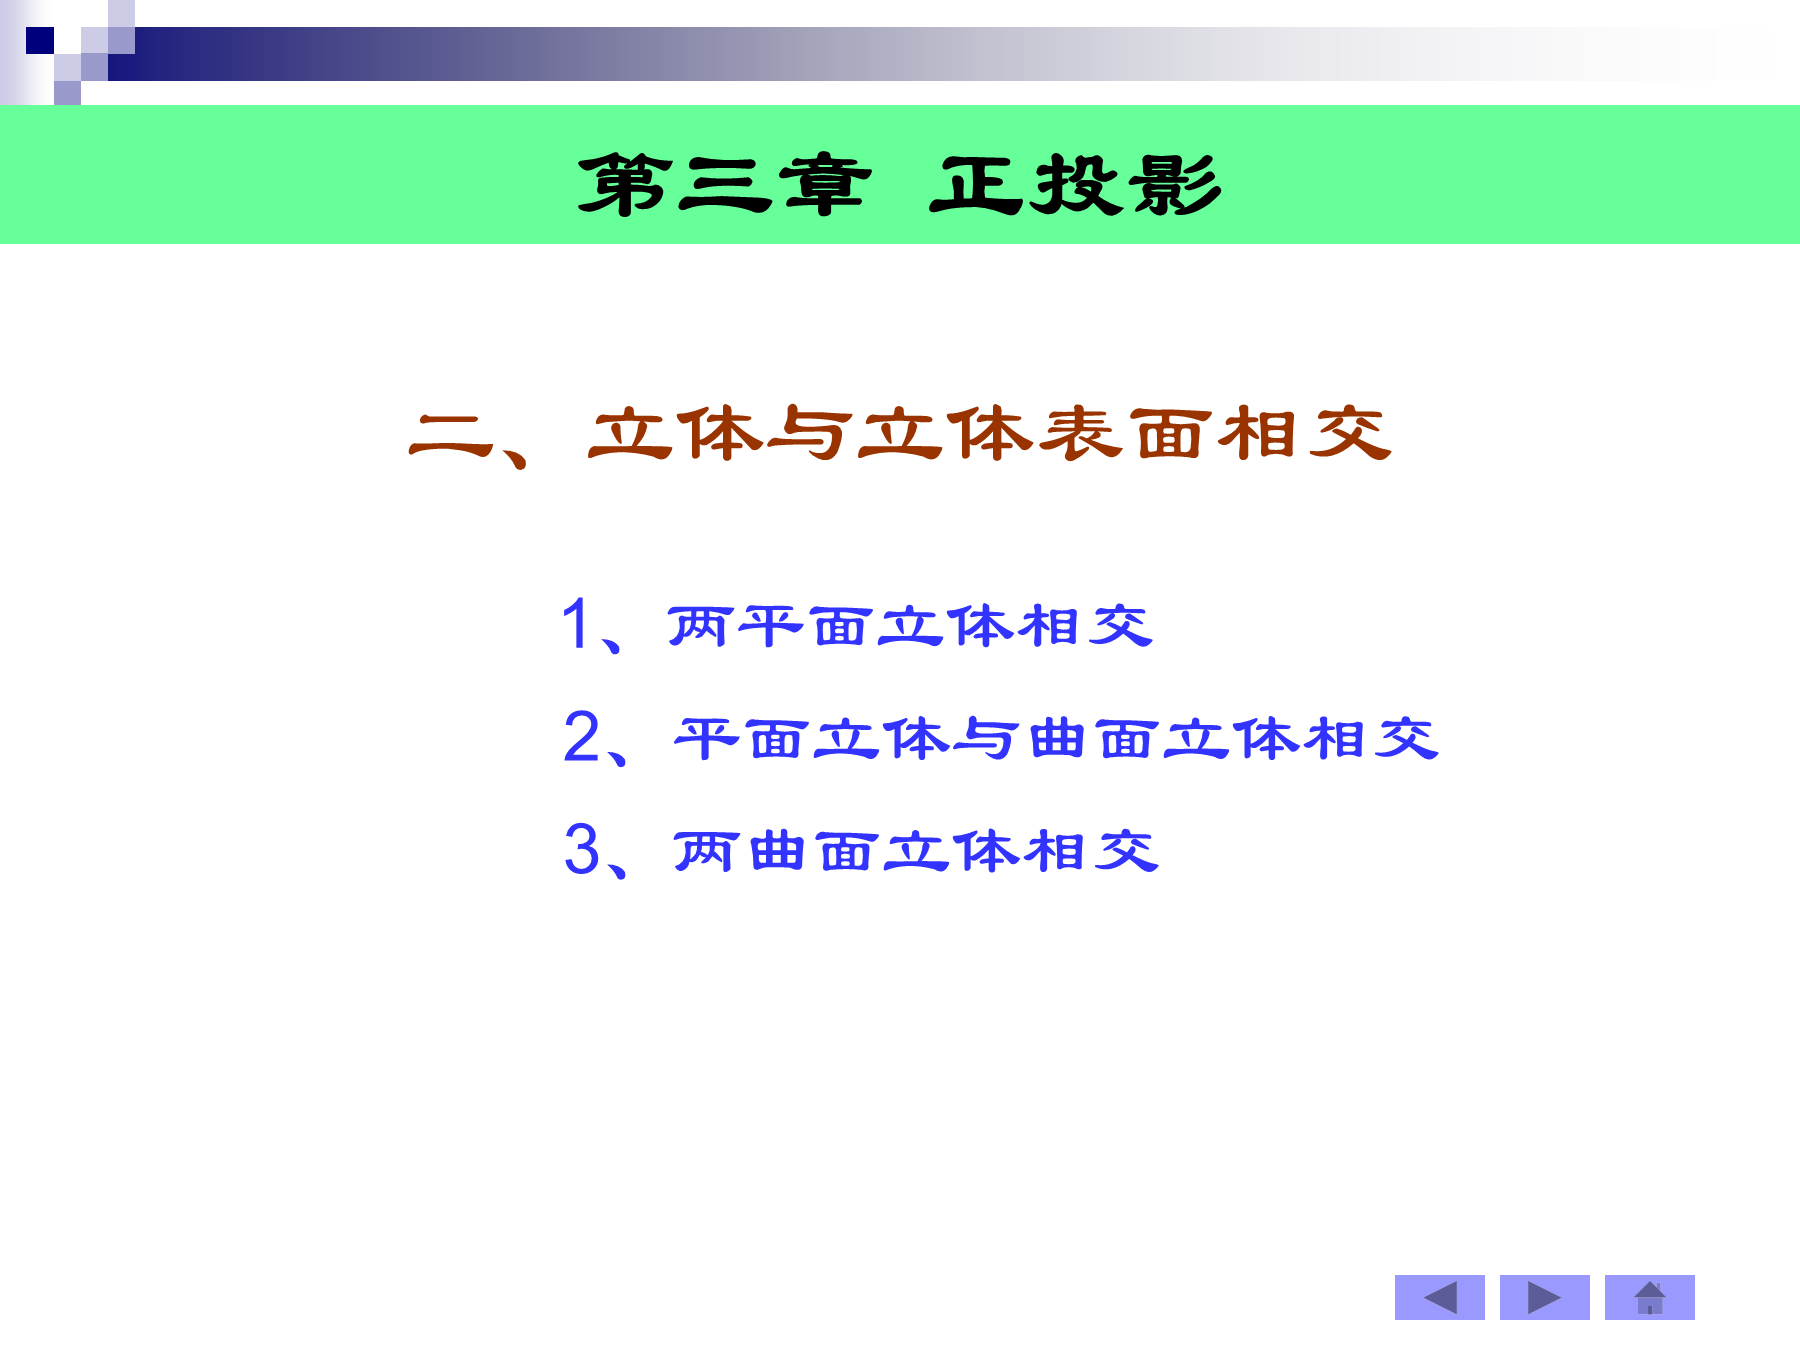 第三章 正投影
二、立体与立体表面相交
1、两平面立体相交
2、平面立体与曲面立体相交
3、两曲面立体相交